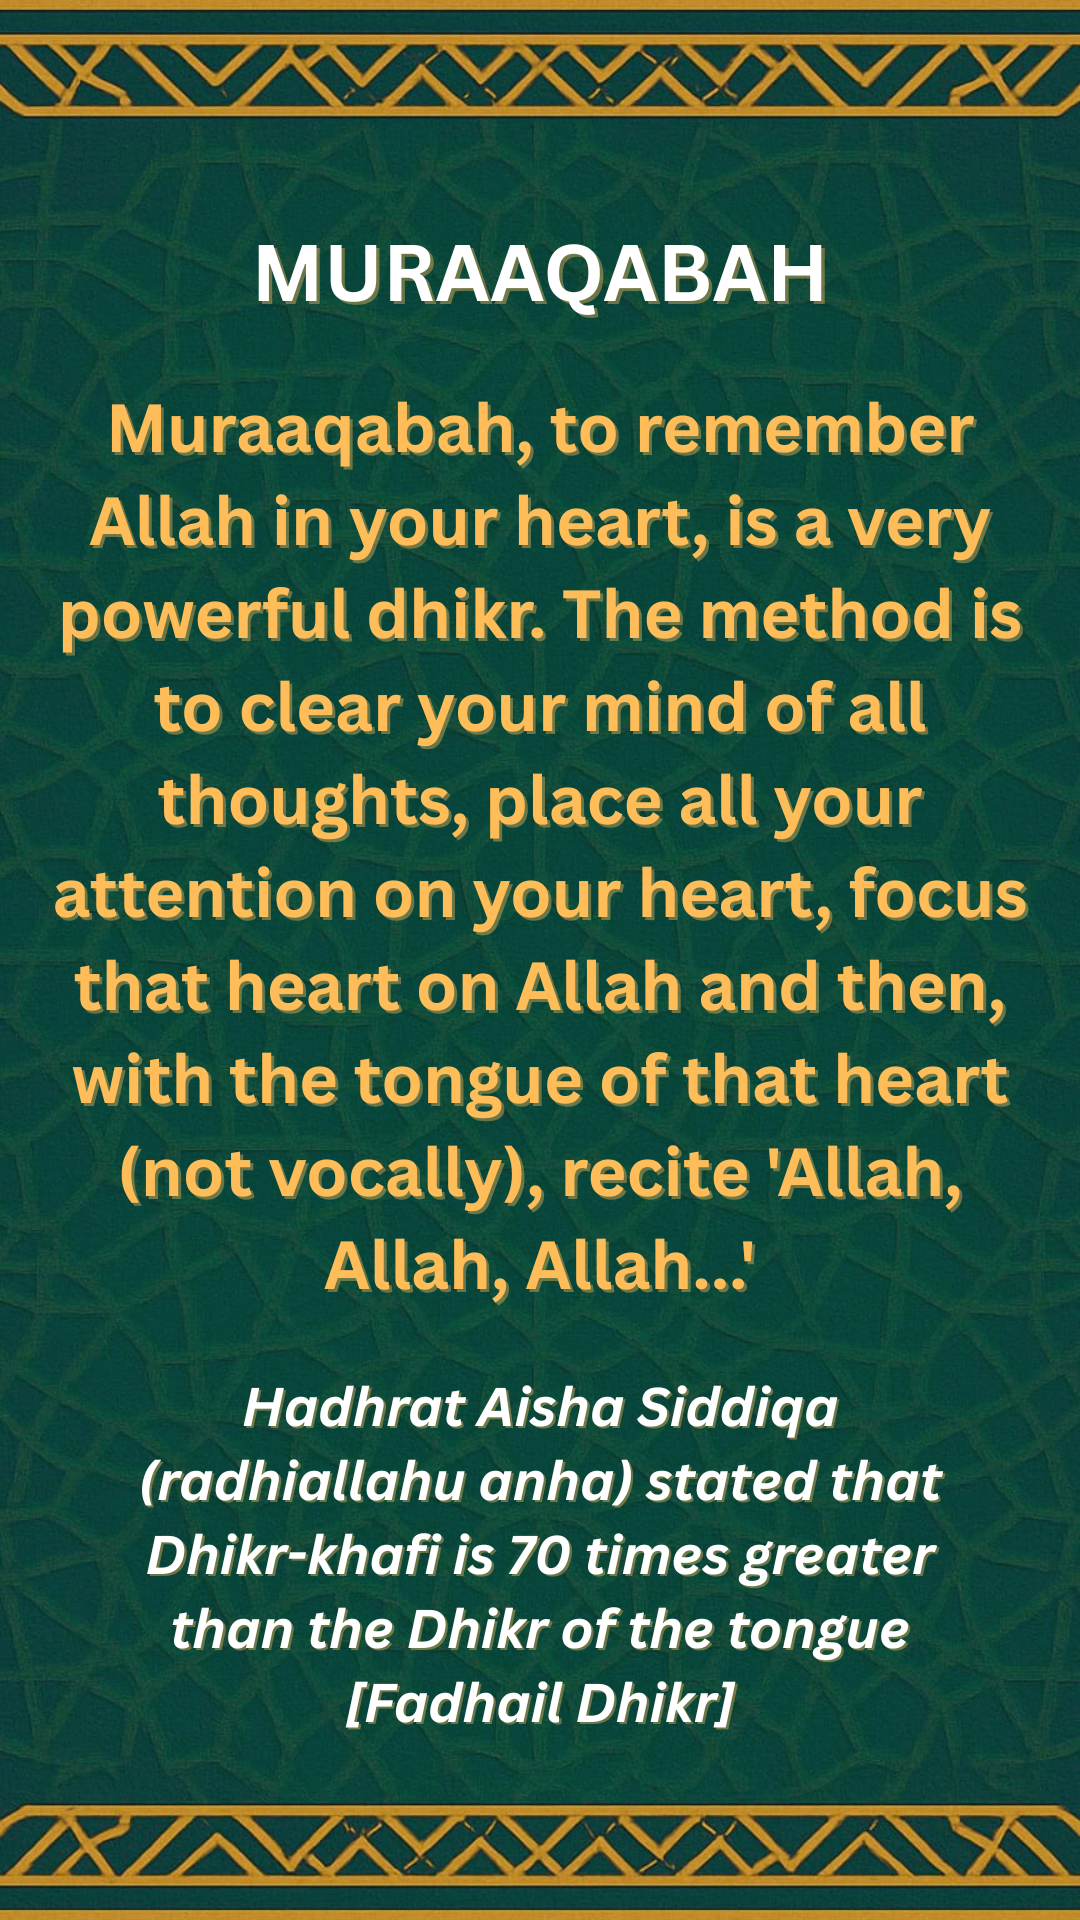 MURAAQABAH
Muraaqabah, to remember
Allah in your heart, is a very
powerful dhikr. The method is
to clear your mind of all
thoughts, place all your
attention on your heart, focus
that heart on Allah and then,
with the tongue of that heart
(not vocally), recite 'Allah,
Allah, Allah...'
Hadhrat Aisha Siddiqa
(radhiallahu anha) stated that
Dhikr-khafi is 70 times greater
than the Dhikr of the tongue
[Fadhail Dhikr]